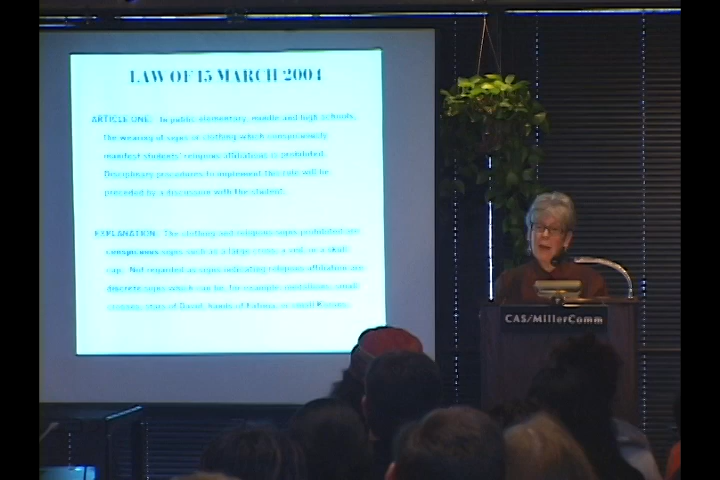 LAW OF 15 MARCH 2004
ARTICLE ONE: In public elementary, middle and high schools,
the wearing of signs or clothing which conspicuously
manifest students' religious affiliations is prohibited.
Disciplinary procedures to implement this rule will be
preceded by a discussion with the student.
EXPLANATION: The clothing and religious signs prohibited are
conspicuous signs such as a large cross, a veil, or a skull
cap. Not regarded as signs indicating religious affiliation are
discrete signs which can be, for example, medallions, small
crosses, stars of David, hands of Fatima, or small Korans.
CAS/MillerComm